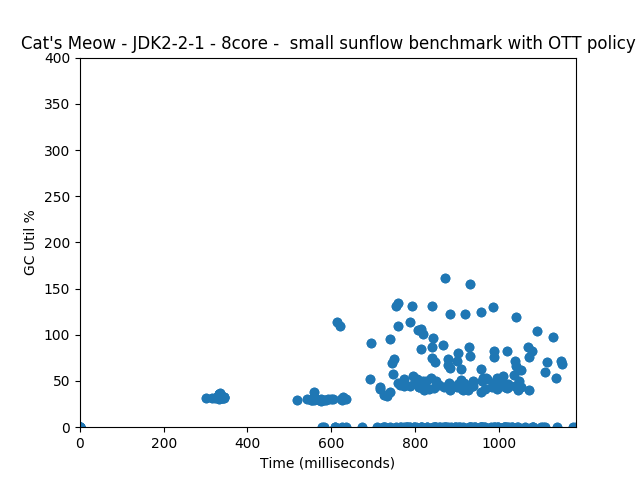 Cat's Meow - JDK2-2-1 - 8core -  small sunflow benchmark with OTT policy
400
350
300
250
200
150
100
50
0
GC Util %
0 200 400 600 800 1000
Time (milliseconds)